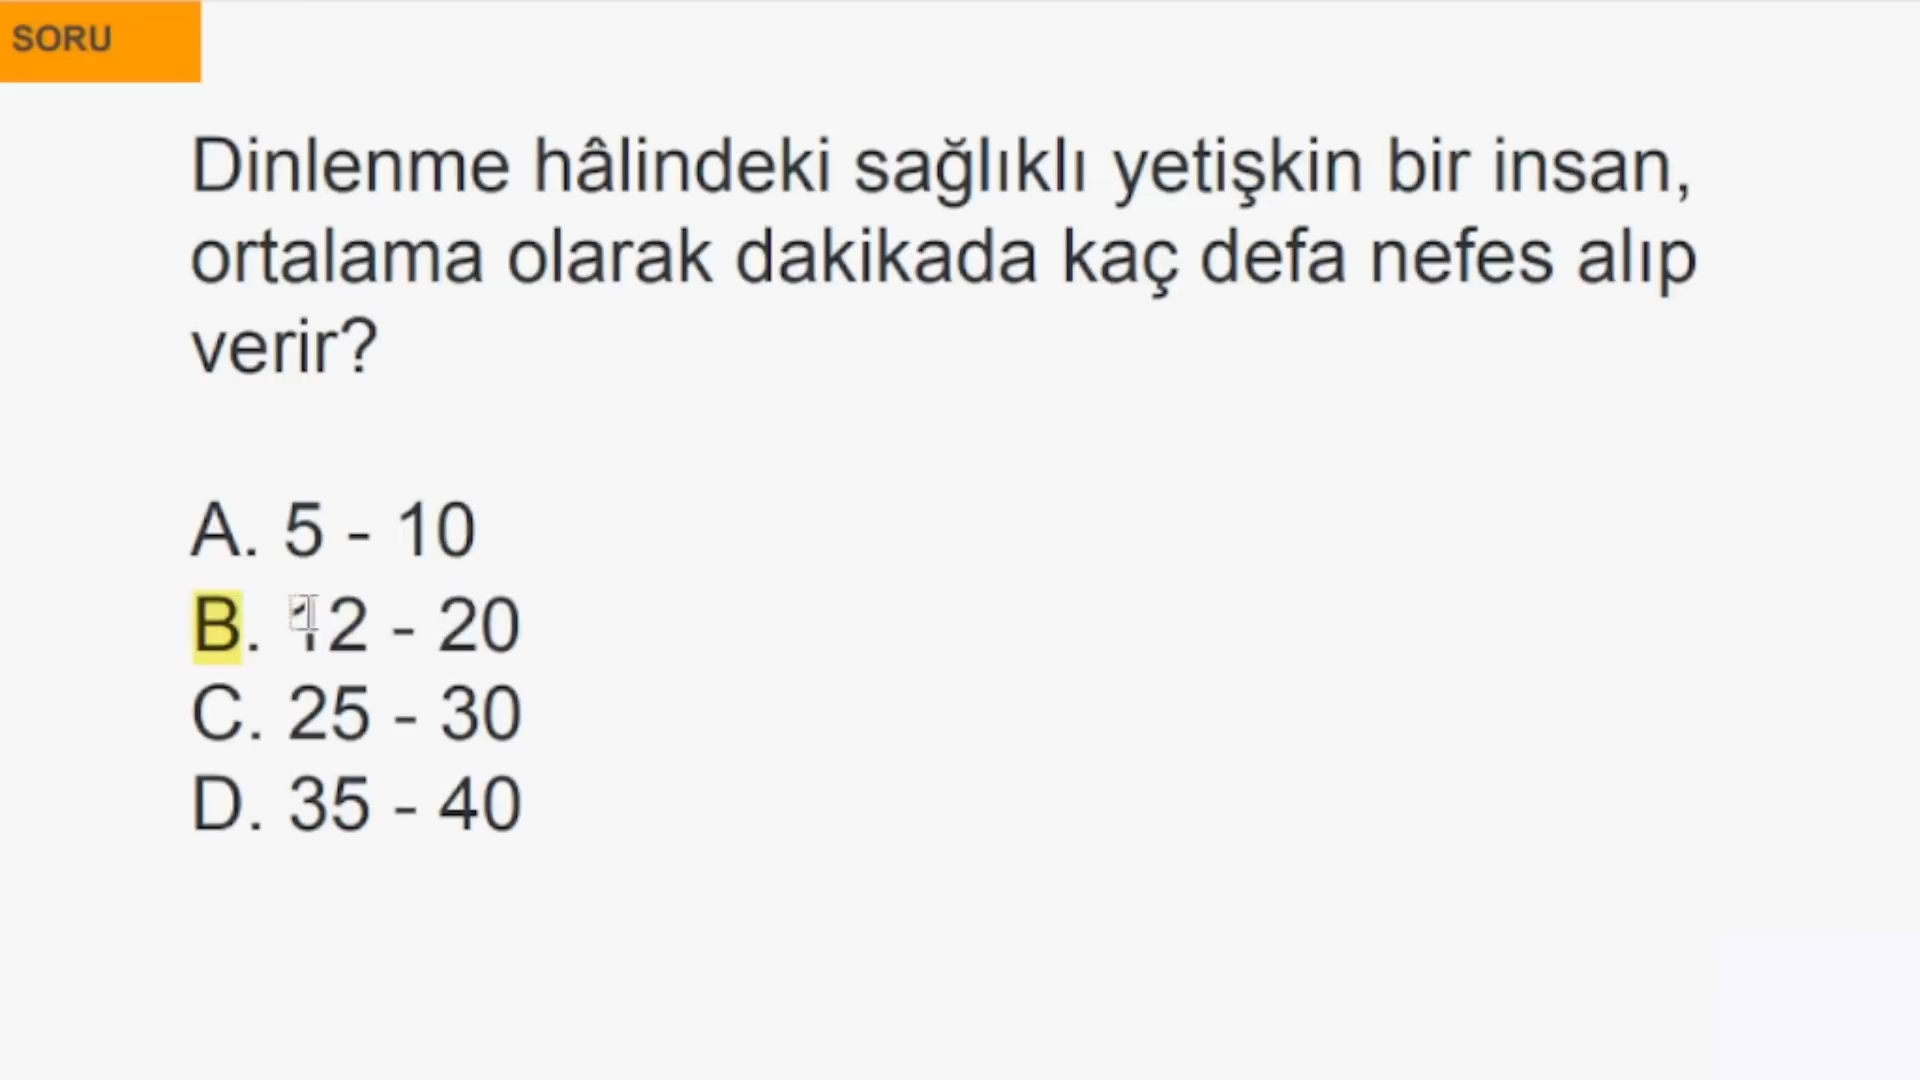 SORU
Dinlenme hâlindeki sağlıklı yetişkin bir insan,
ortalama olarak dakikada kaç defa nefes alıp
verir?
A. 5 - 10
B. 12 - 20
C. 25 - 30
D. 35 - 40